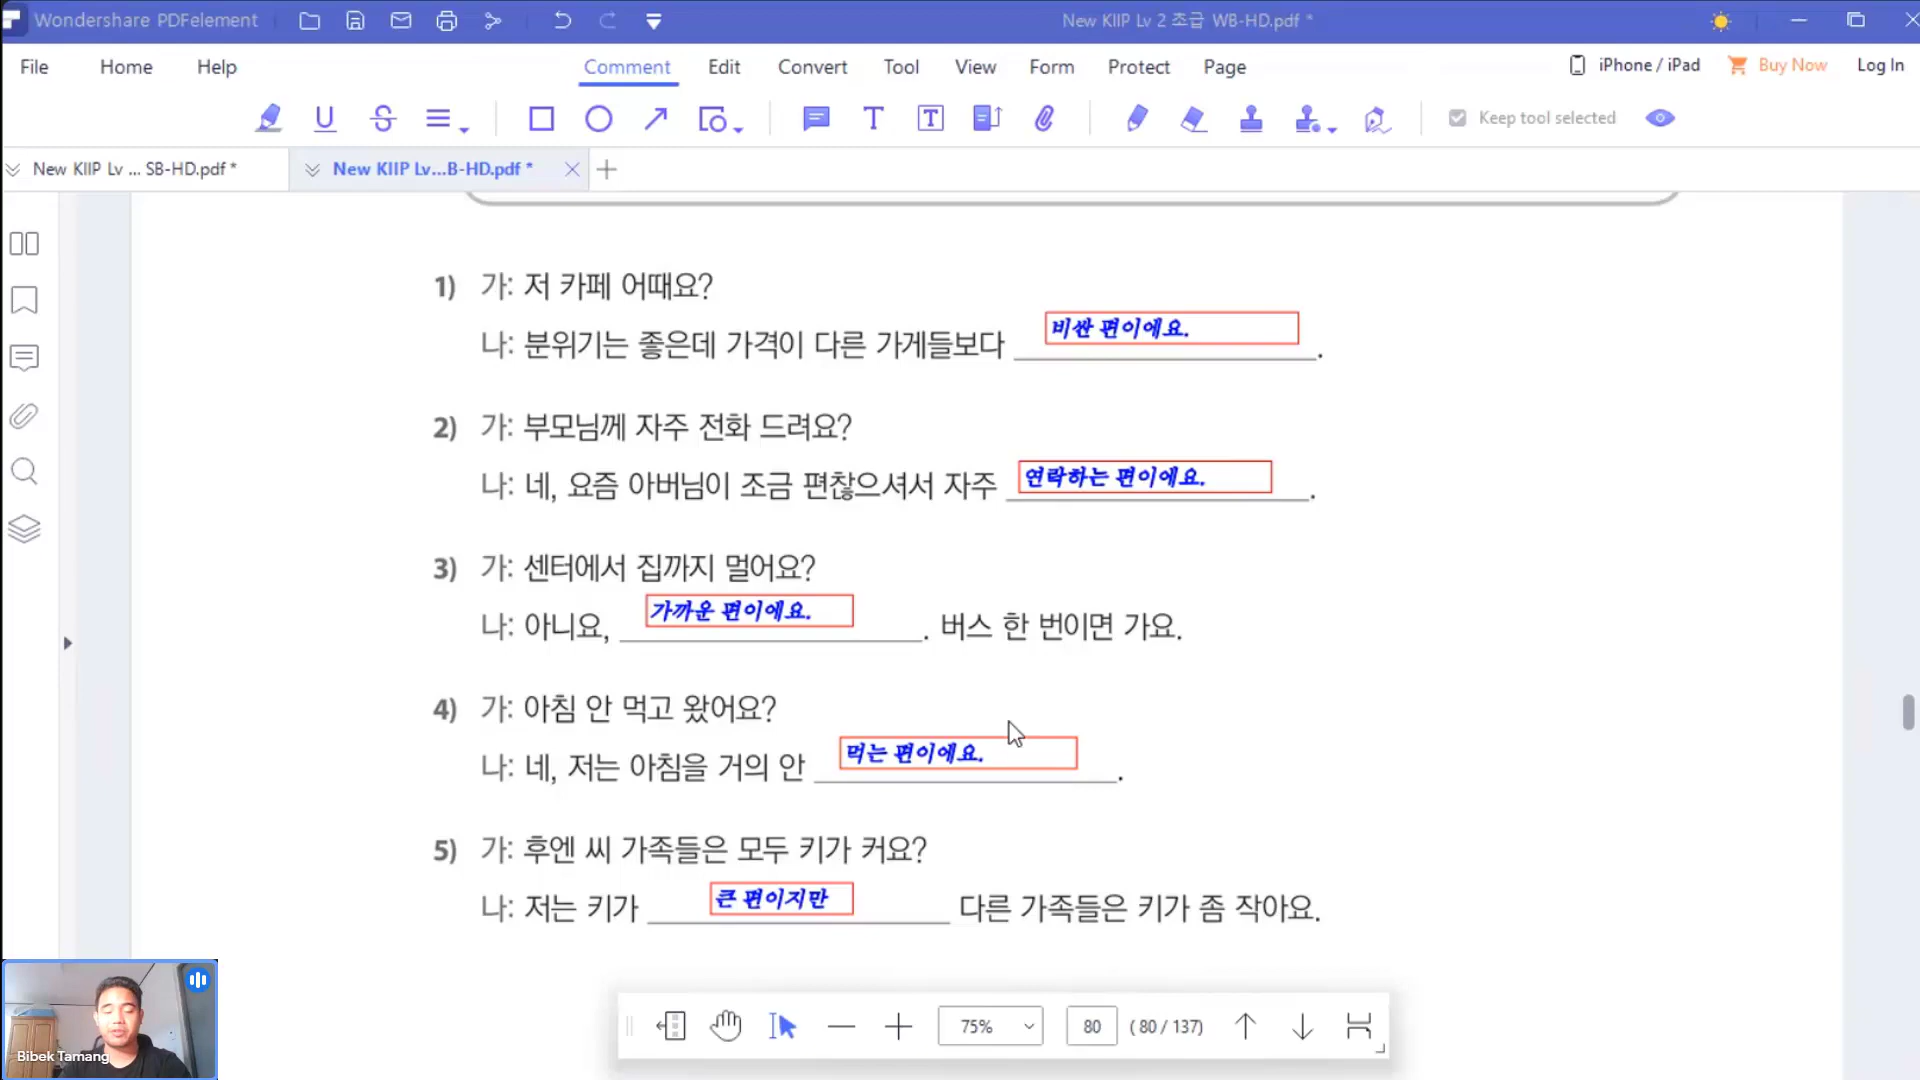 Wondershare PDFelement
New KIIP Lv 2 초급 WB-HD.pdf *
File Home Help Comment Edit Convert Tool View Form Protect Page iPhone / iPad Buy Now Log In
Keep tool selected
New KIIP Lv ... SB-HD.pdf * New KIIP Lv...B-HD.pdf *
1) 가: 저 카페 어때요?
나: 분위기는 좋은데 가격이 다른 가게들보다 비싼 편이에요. .
2) 가: 부모님께 자주 전화 드려요?
나: 네, 요즘 아버님이 조금 편찮으셔서 자주 연락하는 편이에요. .
3) 가: 센터에서 집까지 멀어요?
나: 아니요, 가까운 편이에요. . 버스 한 번이면 가요.
4) 가: 아침 안 먹고 왔어요?
나: 네, 저는 아침을 거의 안 먹는 편이에요. .
5) 가: 후엔 씨 가족들은 모두 키가 커요?
나: 저는 키가 큰 편이지만 다른 가족들은 키가 좀 작아요.
Bibek Tamang
75% 80 ( 80 / 137)